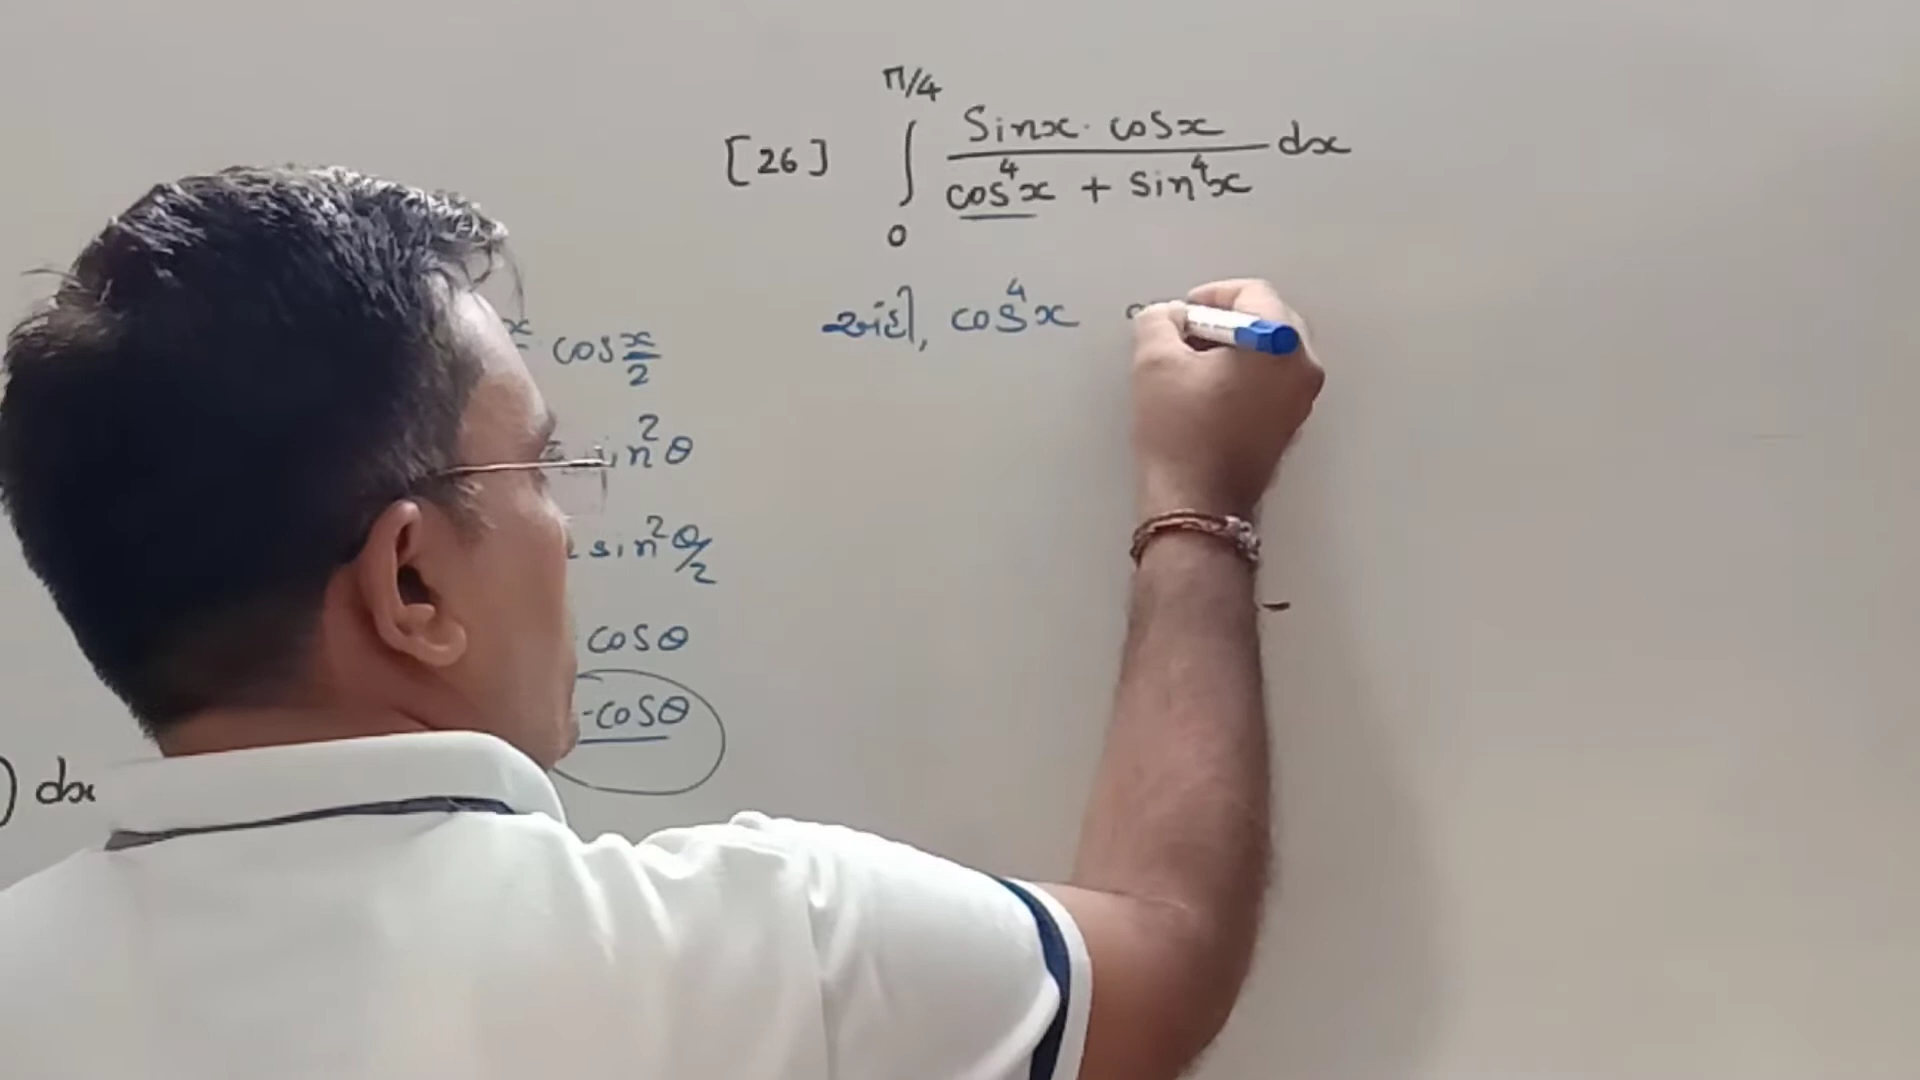 [26] ∫₀^{π/4} (Sinx · cosx)/(cos⁴x + sin⁴x) dx
અહીં, cos⁴x
cos x/2
sin²θ
sin²θ/2
cosθ
-cosθ
) dx